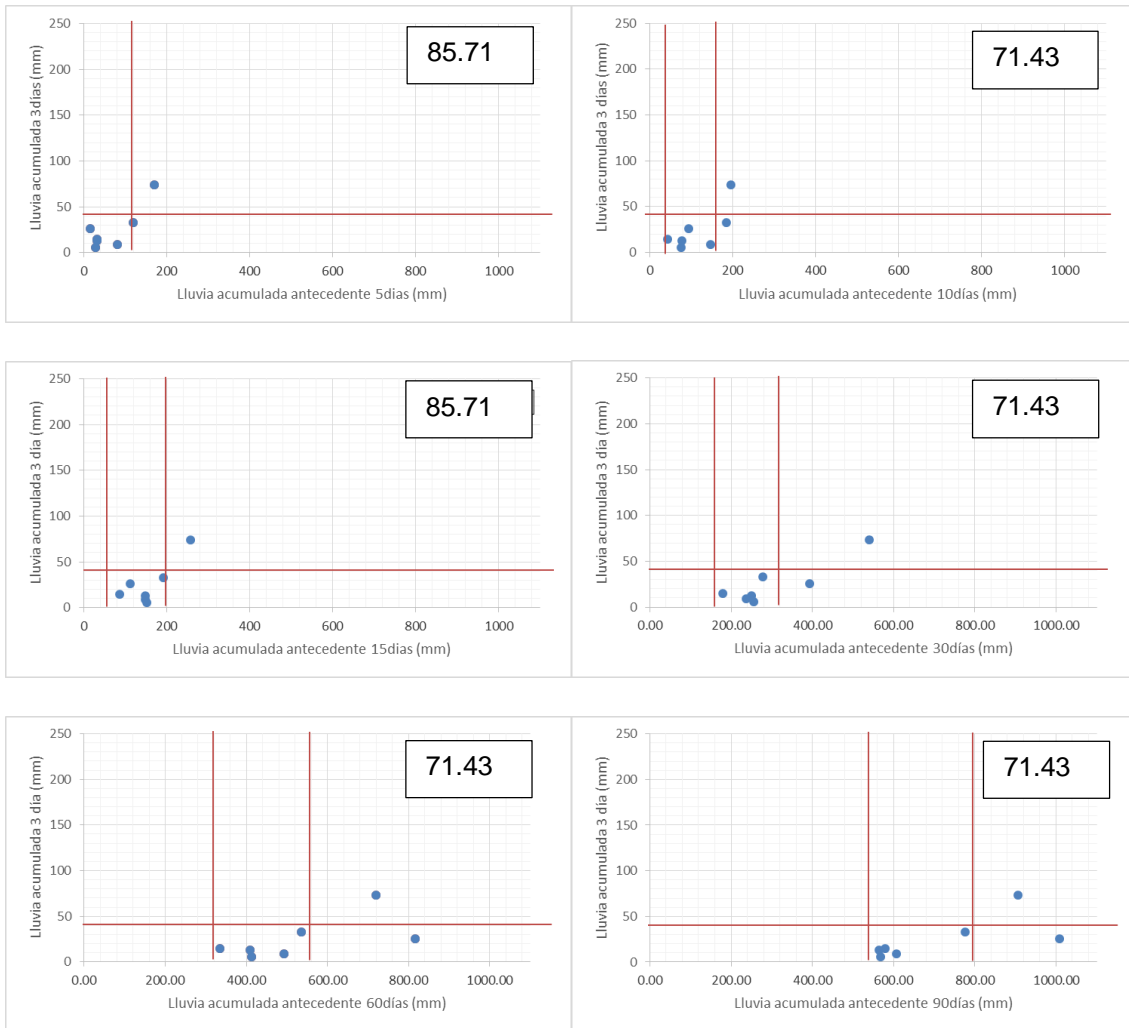 Lluvia acumulada 3días (mm)
250
200
150
100
50
0
85.71
0 200 400 600 800 1000
Lluvia acumulada antecedente 5dias (mm)
Lluvia acumulada 3 días (mm)
250
200
150
100
50
0
71.43
0 200 400 600 800 1000
Lluvia acumulada antecedente 10días (mm)
Lluvia acumulada 3 día (mm)
250
200
150
100
50
0
85.71
0 200 400 600 800 1000
Lluvia acumulada antecedente 15dias (mm)
Lluvia acumulada 3 dia (mm)
250
200
150
100
50
0
71.43
0.00 200.00 400.00 600.00 800.00 1000.00
Lluvia acumulada antecedente 30días (mm)
Lluvia acumulada 3 día (mm)
250
200
150
100
50
0
71.43
0.00 200.00 400.00 600.00 800.00 1000.00
Lluvia acumulada antecedente 60días (mm)
Lluvia acumulada 3 día (mm)
250
200
150
100
50
0
71.43
0.00 200.00 400.00 600.00 800.00 1000.00
Lluvia acumulada antecedente 90días (mm)